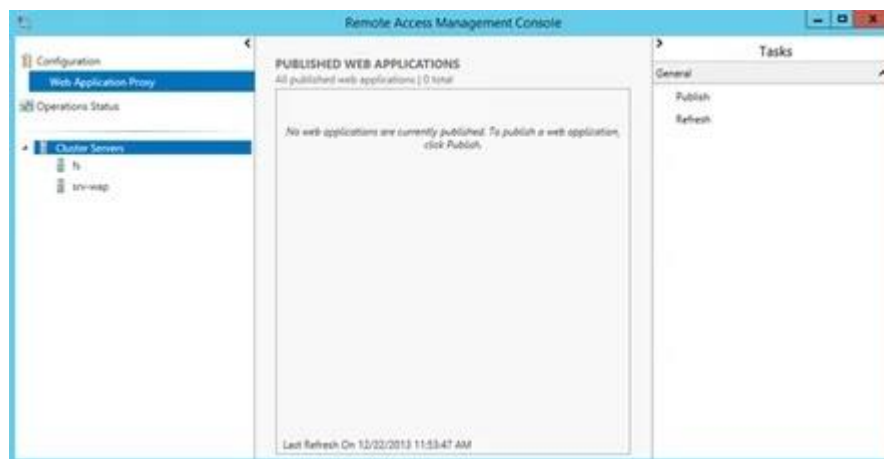 Remote Access Management Console
Configuration
Web Application Proxy
Operations Status
Cluster Servers
fs
srv-wap
PUBLISHED WEB APPLICATIONS
All published web applications | 0 total
No web applications are currently published. To publish a web application,
click Publish.
Last Refresh On 12/22/2013 11:53:47 AM
Tasks
General
Publish
Refresh